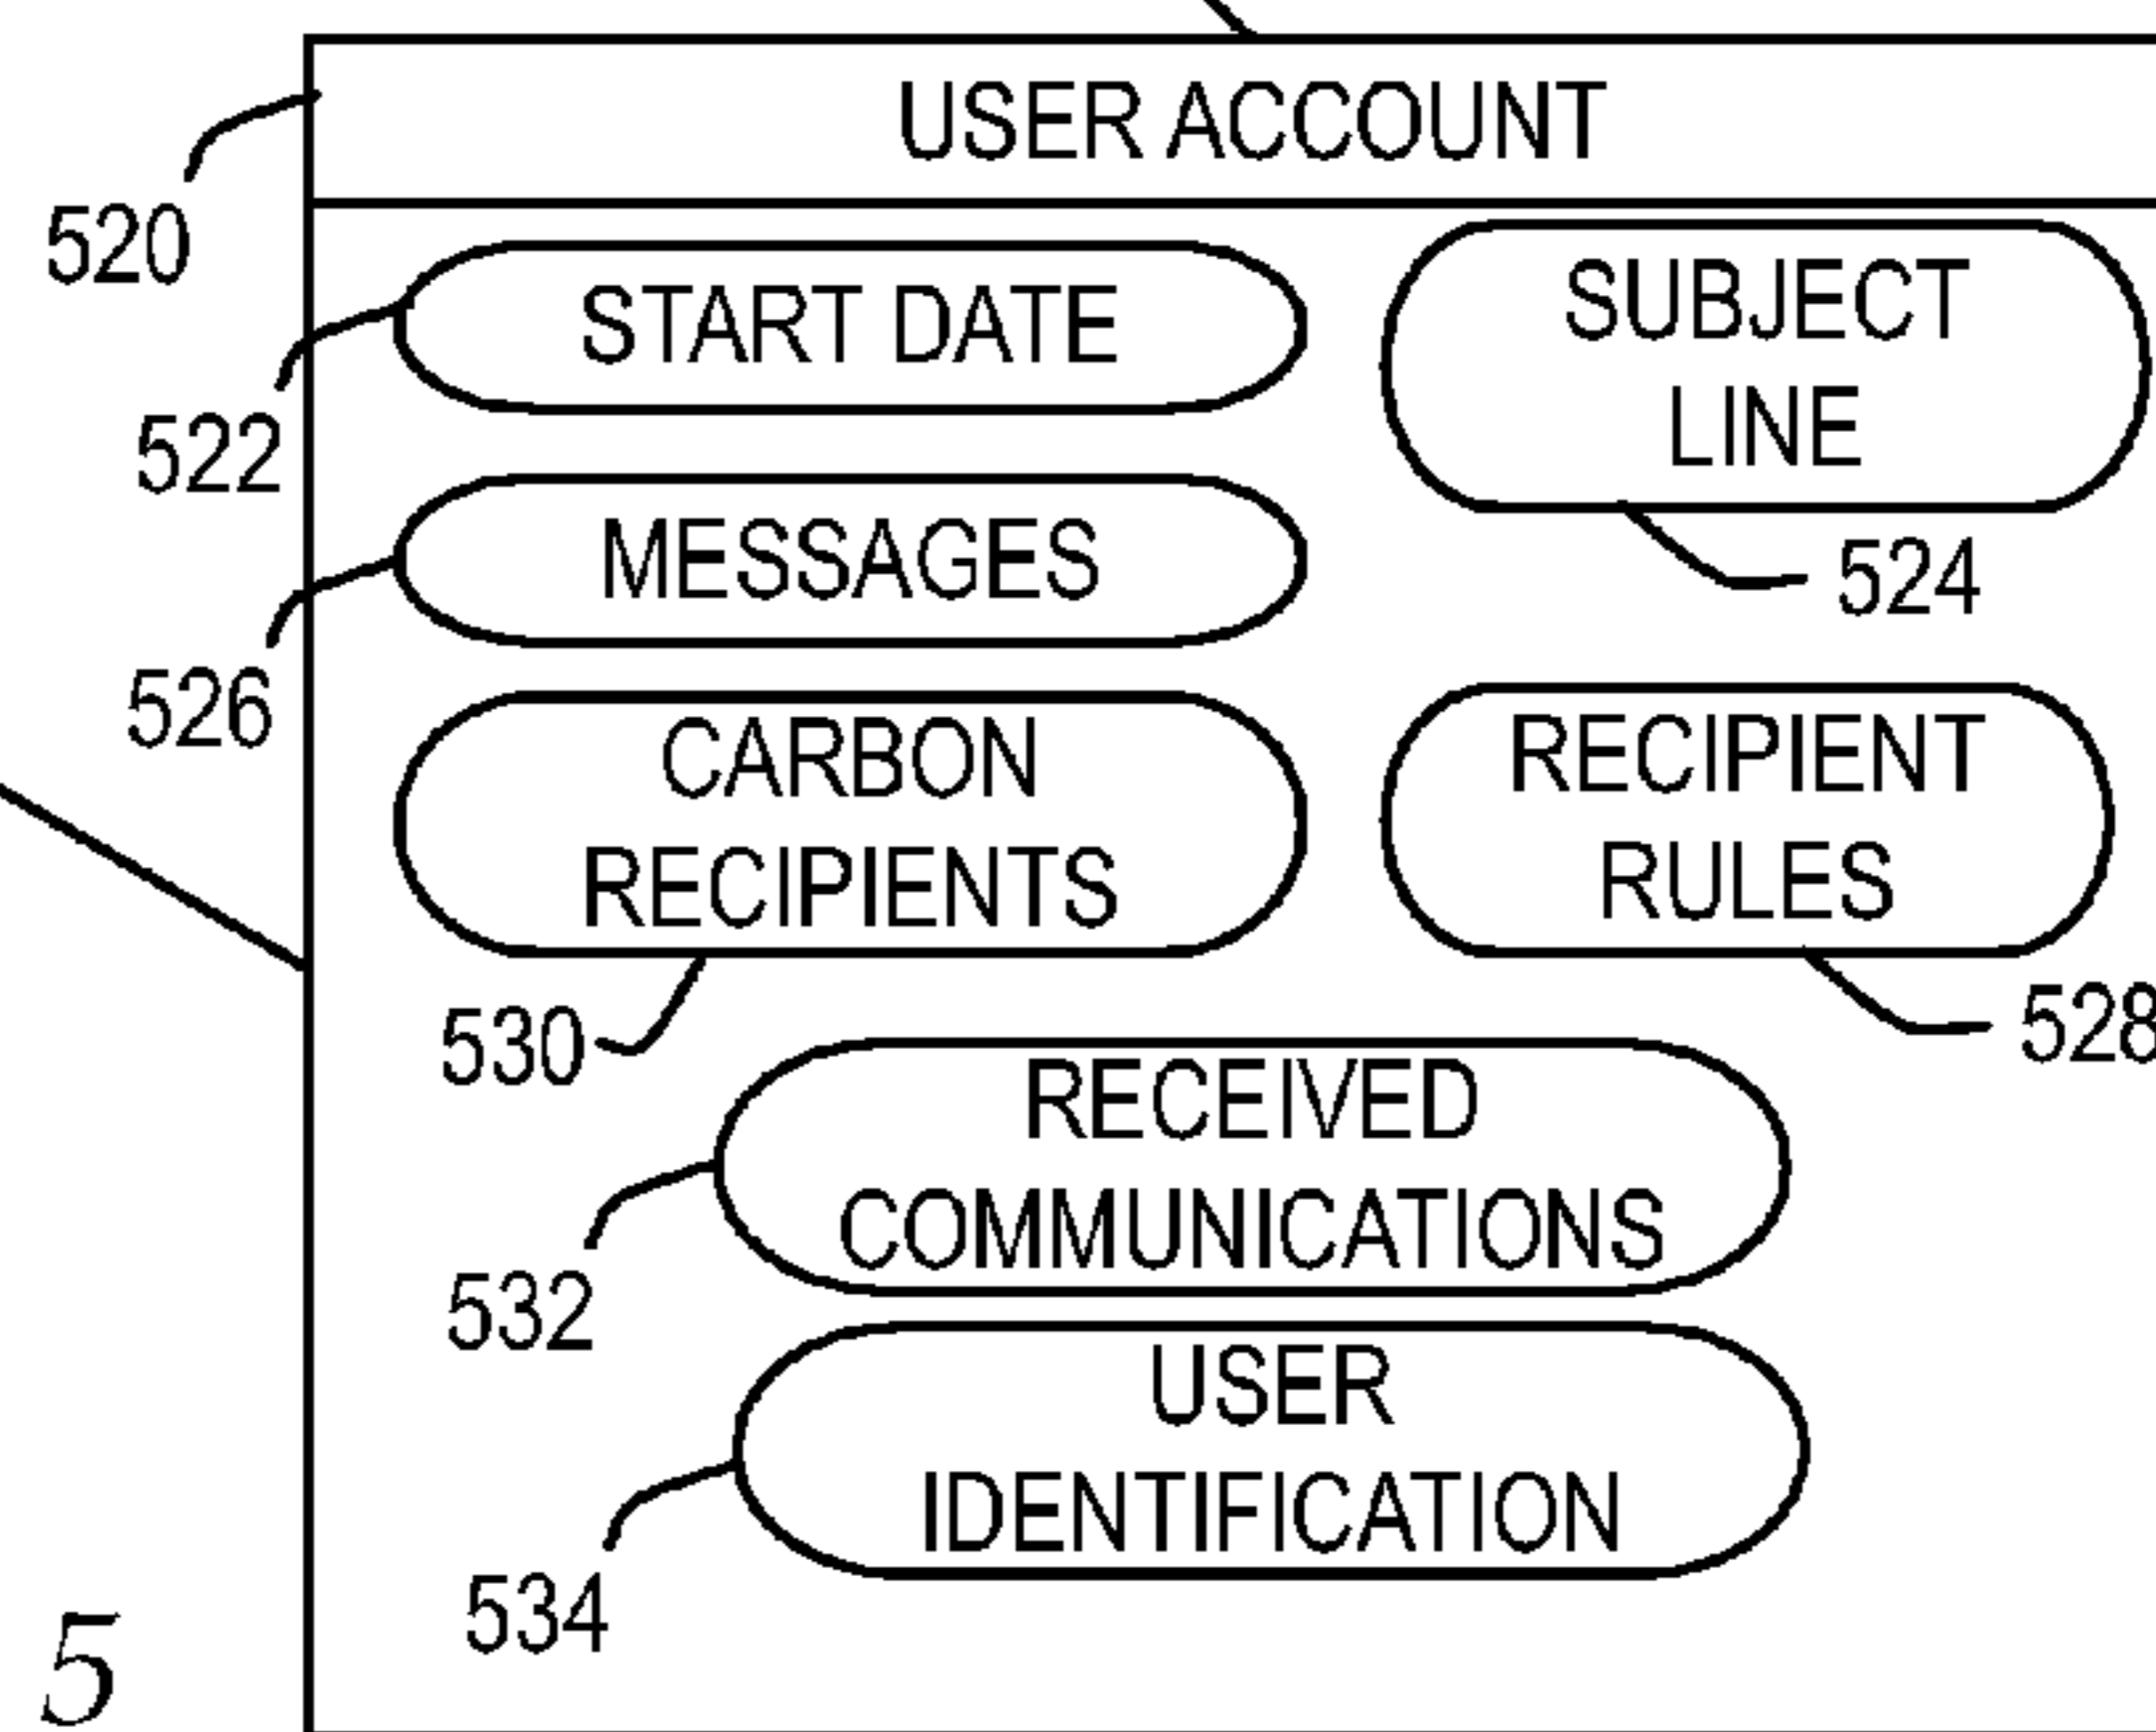 USER ACCOUNT
520
START DATE
522
SUBJECT
LINE
524
MESSAGES
526
CARBON
RECIPIENTS
530
RECIPIENT
RULES
528
RECEIVED
COMMUNICATIONS
532
USER
IDENTIFICATION
534
5